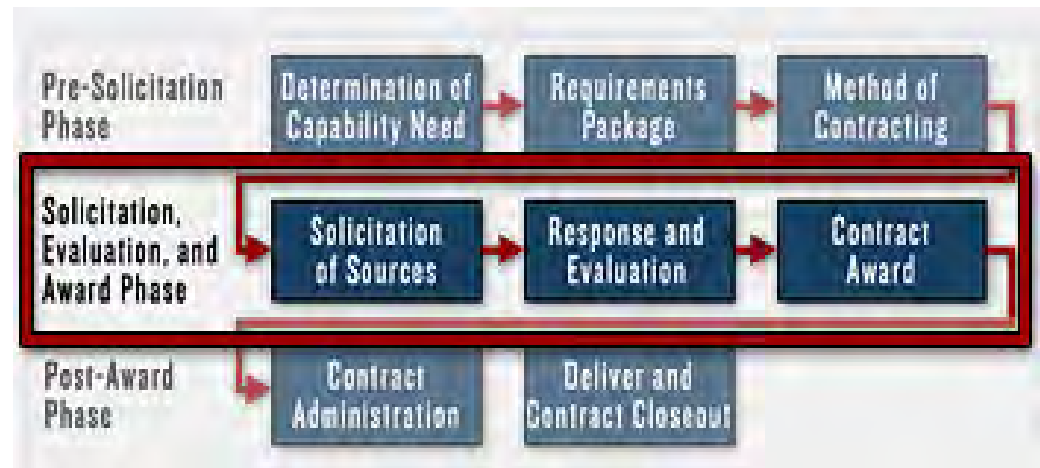 Pre-Solicitation
Phase
Determination of
Capability Need
Requirements
Package
Method of
Contracting
Solicitation,
Evaluation, and
Award Phase
Solicitation
of Sources
Response and
Evaluation
Contract
Award
Post-Award
Phase
Contract
Administration
Deliver and
Contract Closeout